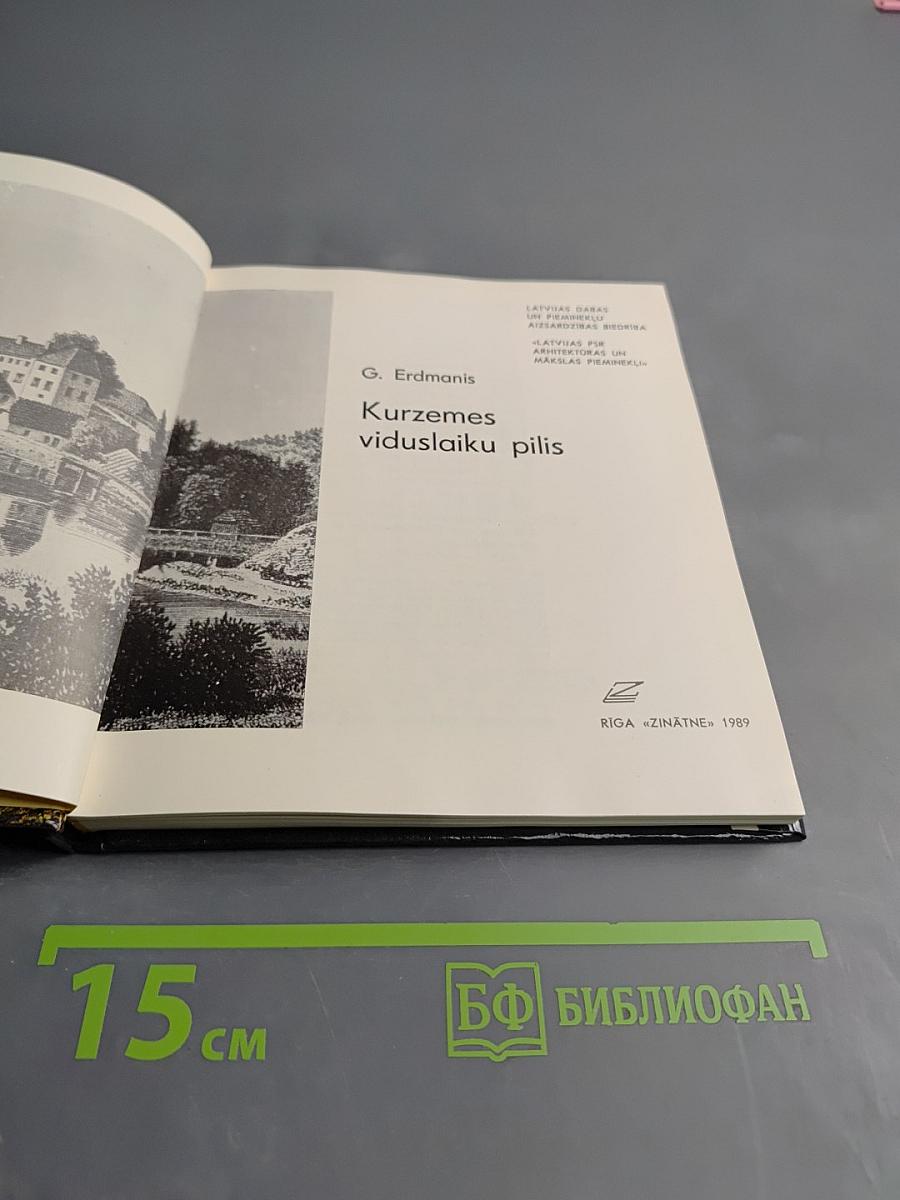 LATVIJAS DABAS
UN PIEMINEKĻU
AIZSARDZĪBAS BIEDRĪBA
«LATVIJAS PSR
ARHITEKTŪRAS UN
MĀKSLAS PIEMINEKĻI»
G. Erdmanis
Kurzemes
viduslaiku pilis
Z
RĪGA «ZINĀTNE» 1989
15 см
БФ БИБЛИОФАН